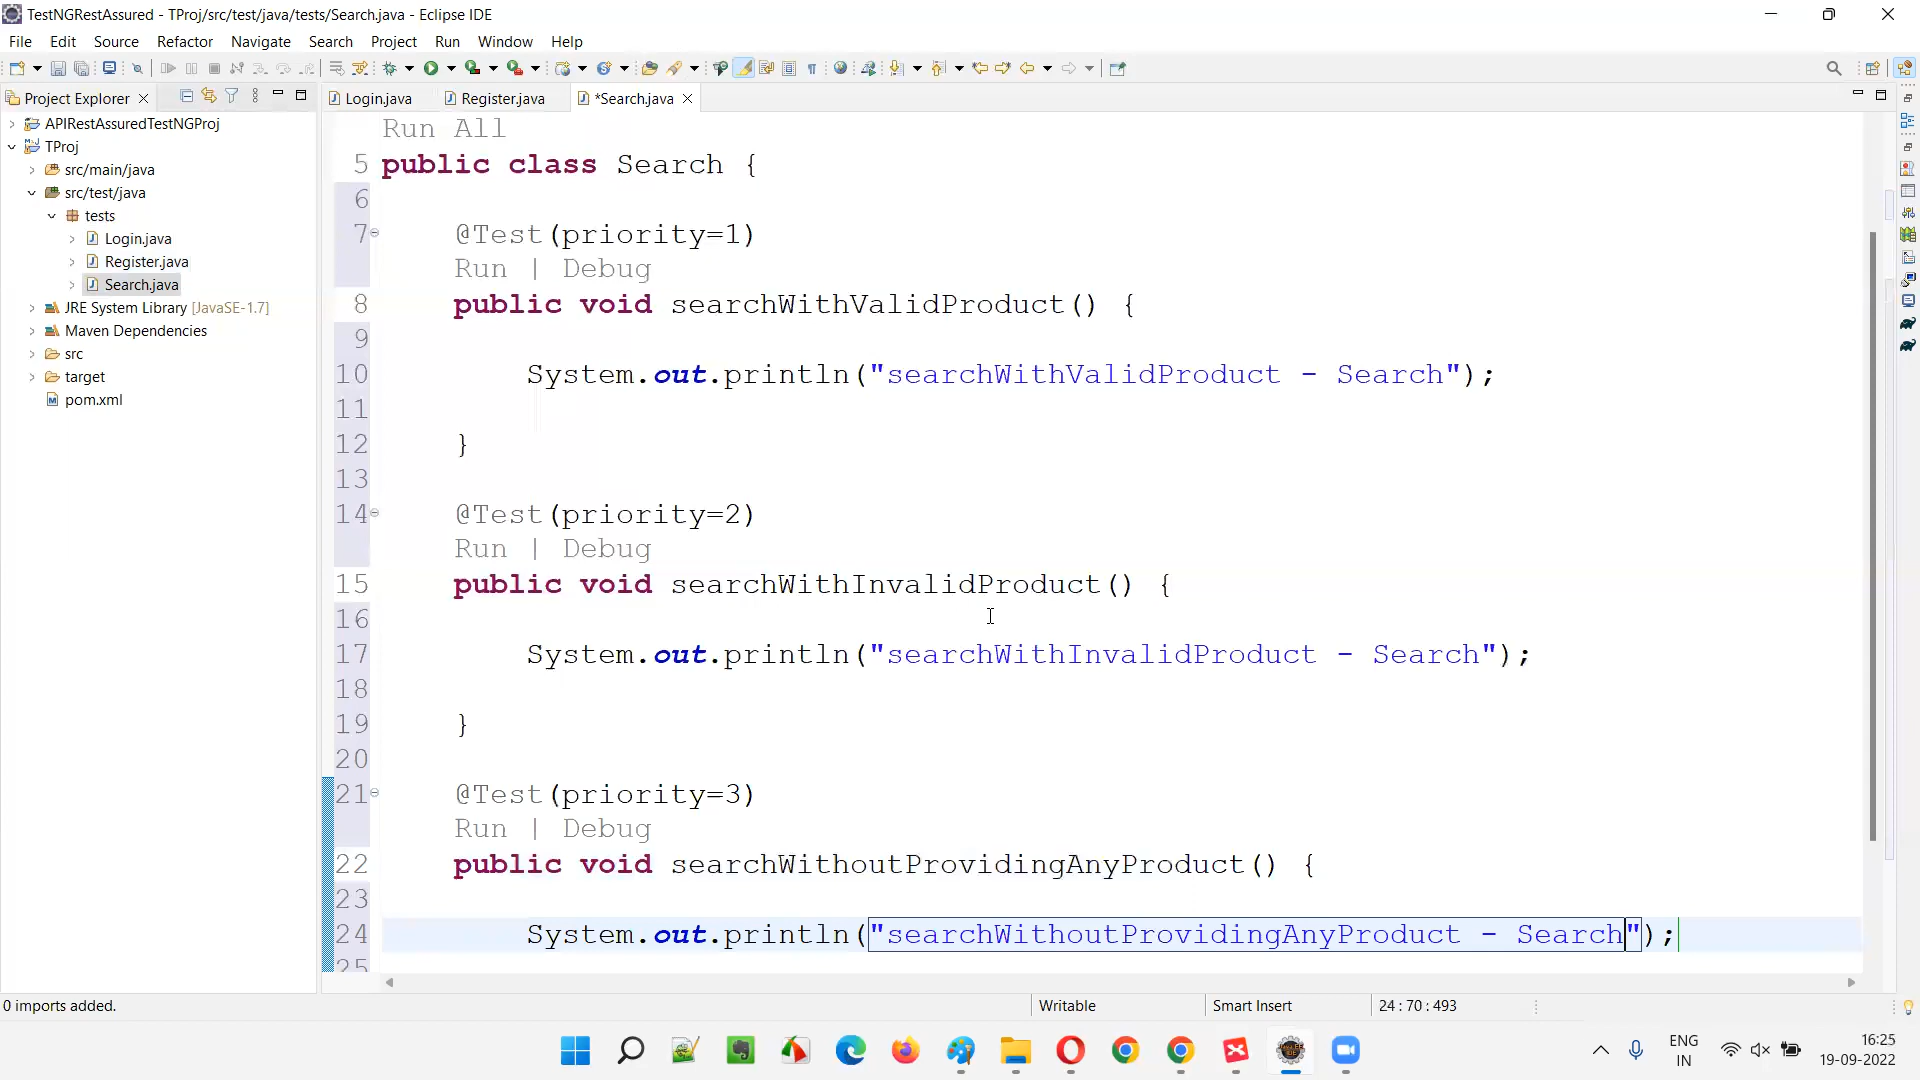 TestNGRestAssured - TProj/src/test/java/tests/Search.java - Eclipse IDE
File Edit Source Refactor Navigate Search Project Run Window Help
Project Explorer
Login.java Register.java *Search.java
APIRestAssuredTestNGProj
TProj
src/main/java
src/test/java
tests
Login.java
Register.java
Search.java
JRE System Library [JavaSE-1.7]
Maven Dependencies
src
target
pom.xml
Run All
5 public class Search {
6
7 @Test(priority=1)
Run | Debug
8 public void searchWithValidProduct() {
9
10 System.out.println("searchWithValidProduct - Search");
11
12 }
13
14 @Test(priority=2)
Run | Debug
15 public void searchWithInvalidProduct() {
16
17 System.out.println("searchWithInvalidProduct - Search");
18
19 }
20
21 @Test(priority=3)
Run | Debug
22 public void searchWithoutProvidingAnyProduct() {
23
24 System.out.println("searchWithoutProvidingAnyProduct - Search");
25
0 imports added. Writable Smart Insert 24 : 70 : 493
ENG
IN
16:25
19-09-2022